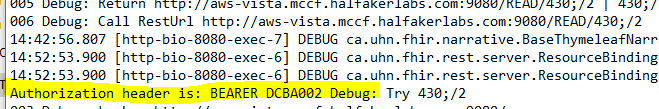 005 Debug: Return http://aws-vista.mccf.halfakerlabs.com:9080/READ/430;/2 | 430;/
006 Debug: Call RestUrl http://aws-vista.mccf.halfakerlabs.com:9080/READ/430;/2
14:42:56.807 [http-bio-8080-exec-7] DEBUG ca.uhn.fhir.narrative.BaseThymeleafNarr
14:52:53.900 [http-bio-8080-exec-6] DEBUG ca.uhn.fhir.rest.server.ResourceBinding
14:52:53.900 [http-bio-8080-exec-6] DEBUG ca.uhn.fhir.rest.server.ResourceBinding
Authorization header is: BEARER DCBA002 Debug: Try 430;/2